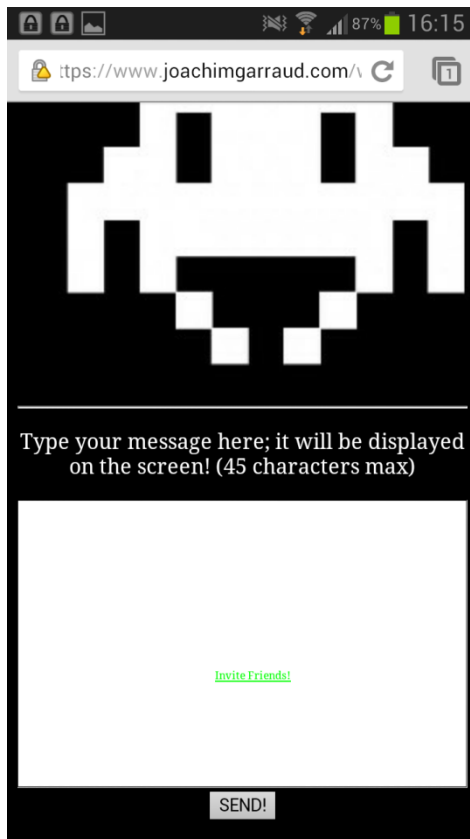 87% 16:15
ttps://www.joachimgarraud.com/
1
Type your message here; it will be displayed
on the screen! (45 characters max)
Invite Friends!
SEND!